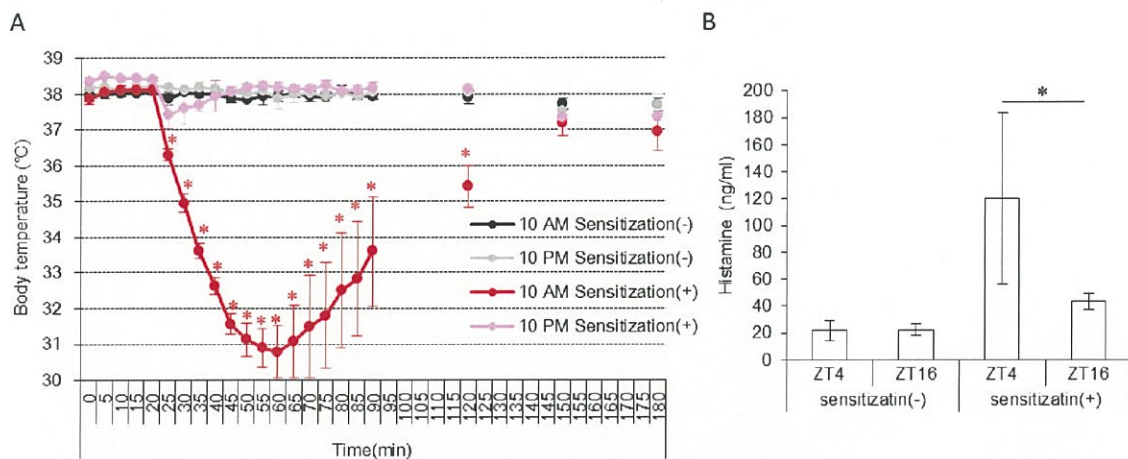 A
B
39
38
37
36
35
34
33
32
31
30
Body temperature (℃)
* * * * * * * * * * * * * * *
10 AM Sensitization(-)
10 PM Sensitization(-)
10 AM Sensitization(+)
10 PM Sensitization(+)
0 5 10 15 20 25 30 35 40 45 50 55 60 65 70 75 80 85 90 95 100 105 110 115 120 125 130 135 140 145 150 155 160 165 170 175 180
Time(min)
*
200
180
160
140
120
100
80
60
40
20
0
Histamine (ng/ml)
ZT4 ZT16 ZT4 ZT16
sensitizatin(-) sensitizatin(+)